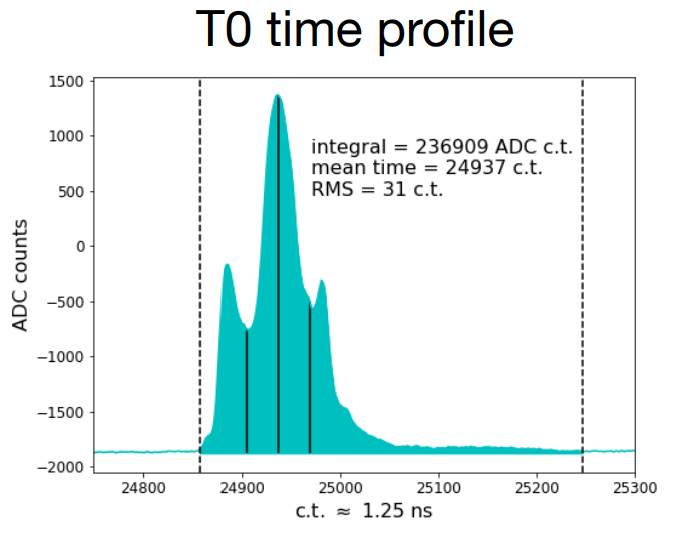 T0 time profile
1500
1000
500
0
−500
−1000
−1500
−2000
ADC counts
integral = 236909 ADC c.t.
mean time = 24937 c.t.
RMS = 31 c.t.
24800 24900 25000 25100 25200 25300
c.t. ≈ 1.25 ns